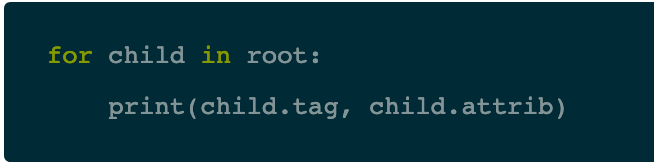 for child in root:
    print(child.tag, child.attrib)